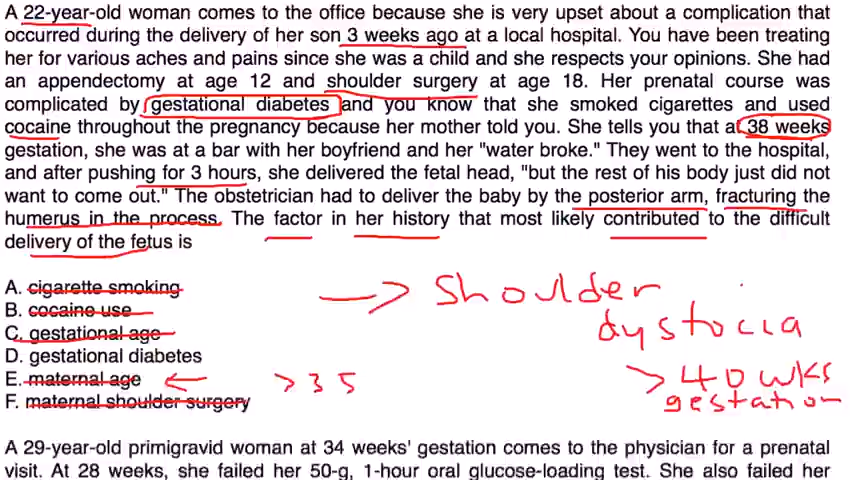 A 22-year-old woman comes to the office because she is very upset about a complication that
occurred during the delivery of her son 3 weeks ago at a local hospital. You have been treating
her for various aches and pains since she was a child and she respects your opinions. She had
an appendectomy at age 12 and shoulder surgery at age 18. Her prenatal course was
complicated by gestational diabetes and you know that she smoked cigarettes and used
cocaine throughout the pregnancy because her mother told you. She tells you that at 38 weeks
gestation, she was at a bar with her boyfriend and her "water broke." They went to the hospital,
and after pushing for 3 hours, she delivered the fetal head, "but the rest of his body just did not
want to come out." The obstetrician had to deliver the baby by the posterior arm, fracturing the
humerus in the process. The factor in her history that most likely contributed to the difficult
delivery of the fetus is
A. cigarette smoking
B. cocaine use
C. gestational age
D. gestational diabetes
E. maternal age
F. maternal shoulder surgery
Shoulder
dystocia
> 35
> 40 wks
gestation
A 29-year-old primigravid woman at 34 weeks' gestation comes to the physician for a prenatal
visit. At 28 weeks, she failed her 50-g, 1-hour oral glucose-loading test. She also failed her